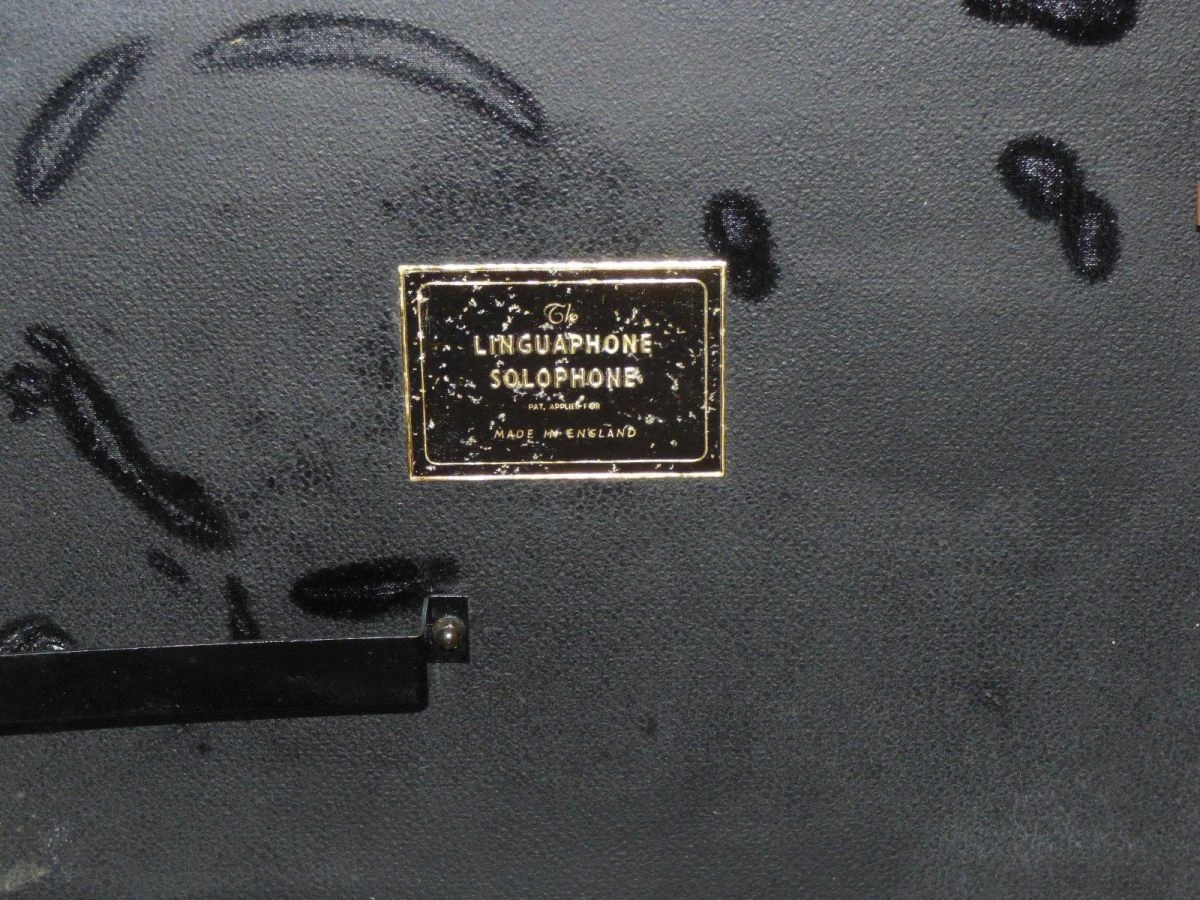 The
LINGUAPHONE
SOLOPHONE
PAT. APPLIED FOR
MADE IN ENGLAND